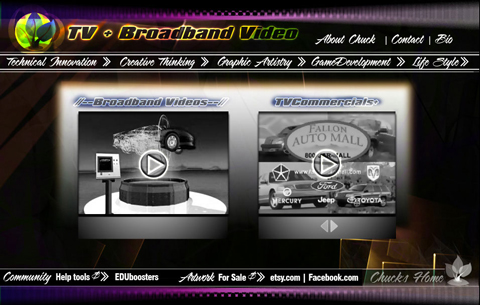 TV + Broadband Video
About Chuck | Contact | Bio
Technical Innovation » Creative Thinking » Graphic Artistry » GameDevelopment » Life Style »
//--Broadband Videos--//
TVCommercials+
FALLON
AUTO MALL
Ford
MERCURY Jeep TOYOTA
Community Help tools » EDUboosters Artwork For Sale » etsy.com | Facebook.com Chuck's Home